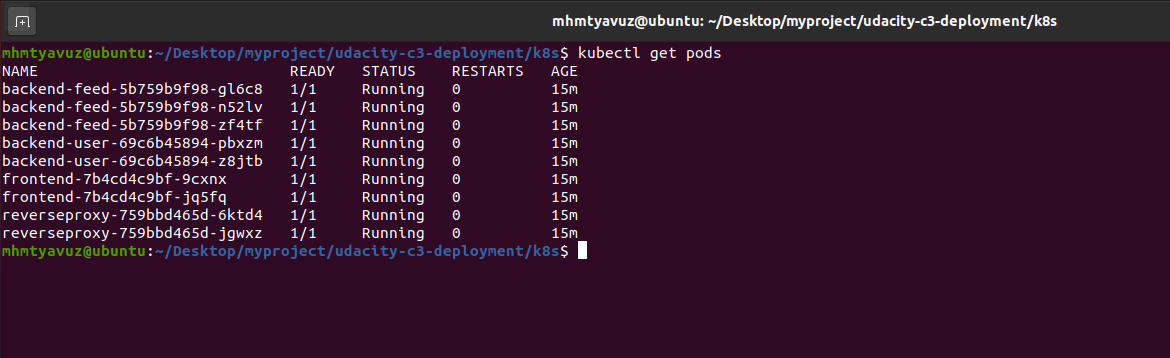 mhmtyavuz@ubuntu: ~/Desktop/myproject/udacity-c3-deployment/k8s
mhmtyavuz@ubuntu:~/Desktop/myproject/udacity-c3-deployment/k8s$ kubectl get pods
NAME                            READY   STATUS    RESTARTS   AGE
backend-feed-5b759b9f98-gl6c8   1/1     Running   0          15m
backend-feed-5b759b9f98-n52lv   1/1     Running   0          15m
backend-feed-5b759b9f98-zf4tf   1/1     Running   0          15m
backend-user-69c6b45894-pbxzm   1/1     Running   0          15m
backend-user-69c6b45894-z8jtb   1/1     Running   0          15m
frontend-7b4cd4c9bf-9cxnx       1/1     Running   0          15m
frontend-7b4cd4c9bf-jq5fq       1/1     Running   0          15m
reverseproxy-759bbd465d-6ktd4   1/1     Running   0          15m
reverseproxy-759bbd465d-jgwxz   1/1     Running   0          15m
mhmtyavuz@ubuntu:~/Desktop/myproject/udacity-c3-deployment/k8s$